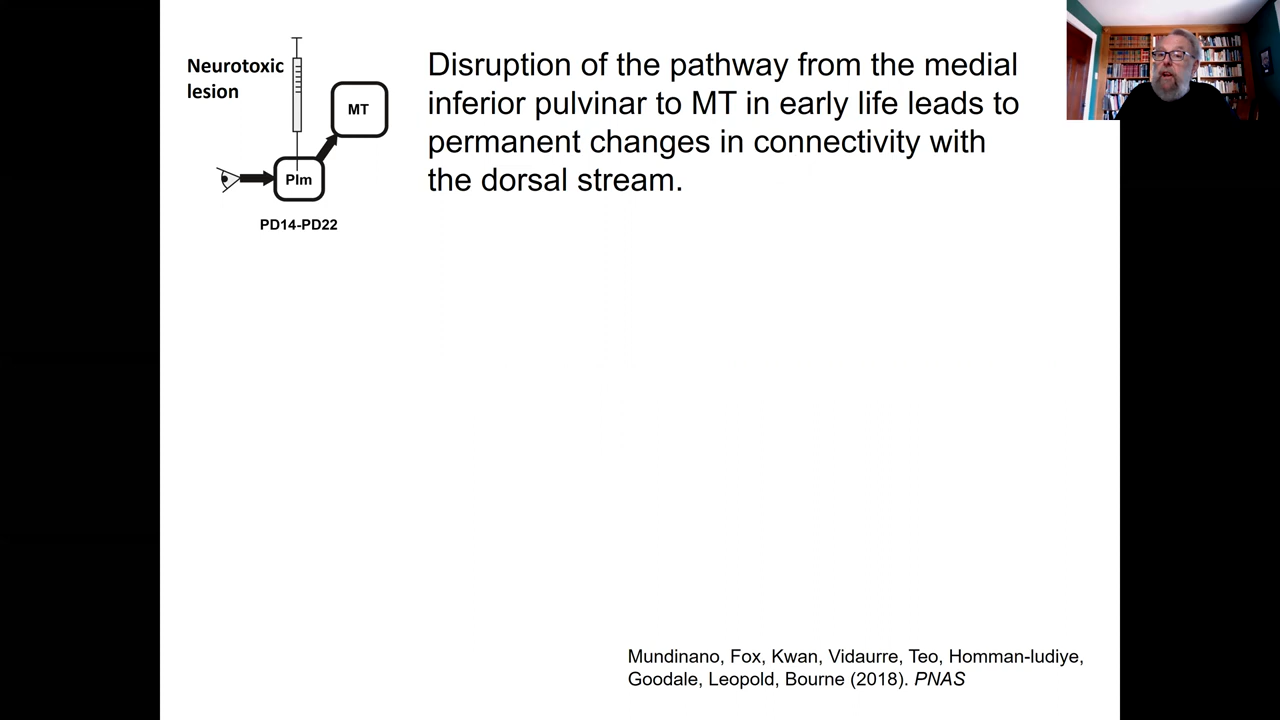 Neurotoxic
lesion
MT
PIm
PD14-PD22
Disruption of the pathway from the medial
inferior pulvinar to MT in early life leads to
permanent changes in connectivity with
the dorsal stream.
Mundinano, Fox, Kwan, Vidaurre, Teo, Homman-ludiye,
Goodale, Leopold, Bourne (2018). PNAS